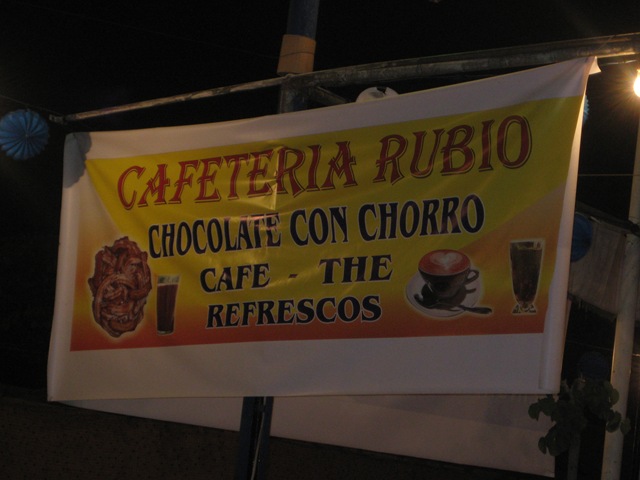 CAFETERIA RUBIO
CHOCOLATE CON CHORRO
CAFE - THE
REFRESCOS